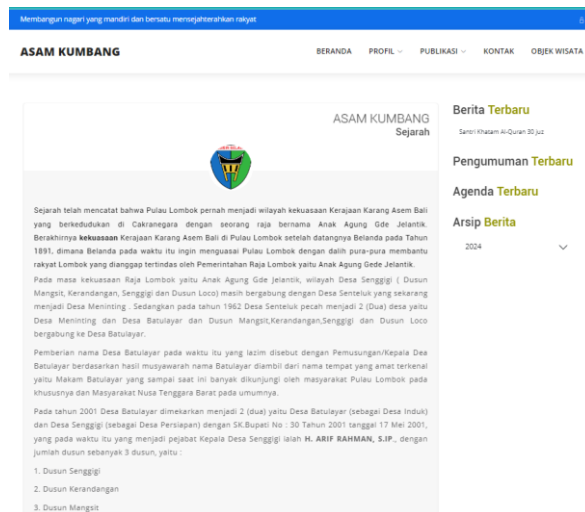 Membangun nagari yang mandiri dan bersatu mensejahterahkan rakyat
ASAM KUMBANG
BERANDA PROFIL PUBLIKASI KONTAK OBJEK WISATA
ASAM KUMBANG
Sejarah
Sejarah telah mencatat bahwa Pulau Lombok pernah menjadi wilayah kekuasaan Kerajaan Karang Asem Bali
yang berkedudukan di Cakranegara dengan seorang raja bernama Anak Agung Gde Jelantik.
Berakhirnya kekuasaan Kerajaan Karang Asem Bali di Pulau Lombok setelah datangnya Belanda pada Tahun
1891, dimana Belanda pada waktu itu ingin menguasai Pulau Lombok dengan dalih pura-pura membantu
rakyat Lombok yang dianggap tertindas oleh Pemerintahan Raja Lombok yaitu Anak Agung Gede Jelantik.
Pada masa kekuasaan Raja Lombok yaitu Anak Agung Gde Jelantik, wilayah Desa Senggigi ( Dusun
Mangsit, Kerandangan, Senggigi dan Dusun Loco) masih bergabung dengan Desa Senteluk yang sekarang
menjadi Desa Meninting . Sedangkan pada tahun 1962 Desa Senteluk pecah menjadi 2 (Dua) desa yaitu
Desa Meninting dan Desa Batulayar dan Dusun Mangsit,Kerandangan,Senggigi dan Dusun Loco
bergabung ke Desa Batulayar.
Pemberian nama Desa Batulayar pada waktu itu yang lazim disebut dengan Pemusungan/Kepala Dea
Batulayar berdasarkan hasil musyawarah nama Batulayar diambil dari nama tempat yang amat terkenal
yaitu Makam Batulayar yang sampai saat ini banyak dikunjungi oleh masyarakat Pulau Lombok pada
khususnya dan Masyarakat Nusa Tenggara Barat pada umumnya.
Pada tahun 2001 Desa Batulayar dimekarkan menjadi 2 (dua) yaitu Desa Batulayar (sebagai Desa Induk)
dan Desa Senggigi (sebagai Desa Persiapan) dengan SK.Bupati No : 30 Tahun 2001 tanggal 17 Mei 2001,
yang pada waktu itu yang menjadi pejabat Kepala Desa Senggigi ialah H. ARIF RAHMAN, S.IP., dengan
jumlah dusun sebanyak 3 dusun, yaitu :
1. Dusun Senggigi
2. Dusun Kerandangan
3. Dusun Mangsit
Berita Terbaru
Santri Khatam Al-Quran 30 juz
Pengumuman Terbaru
Agenda Terbaru
Arsip Berita
2024